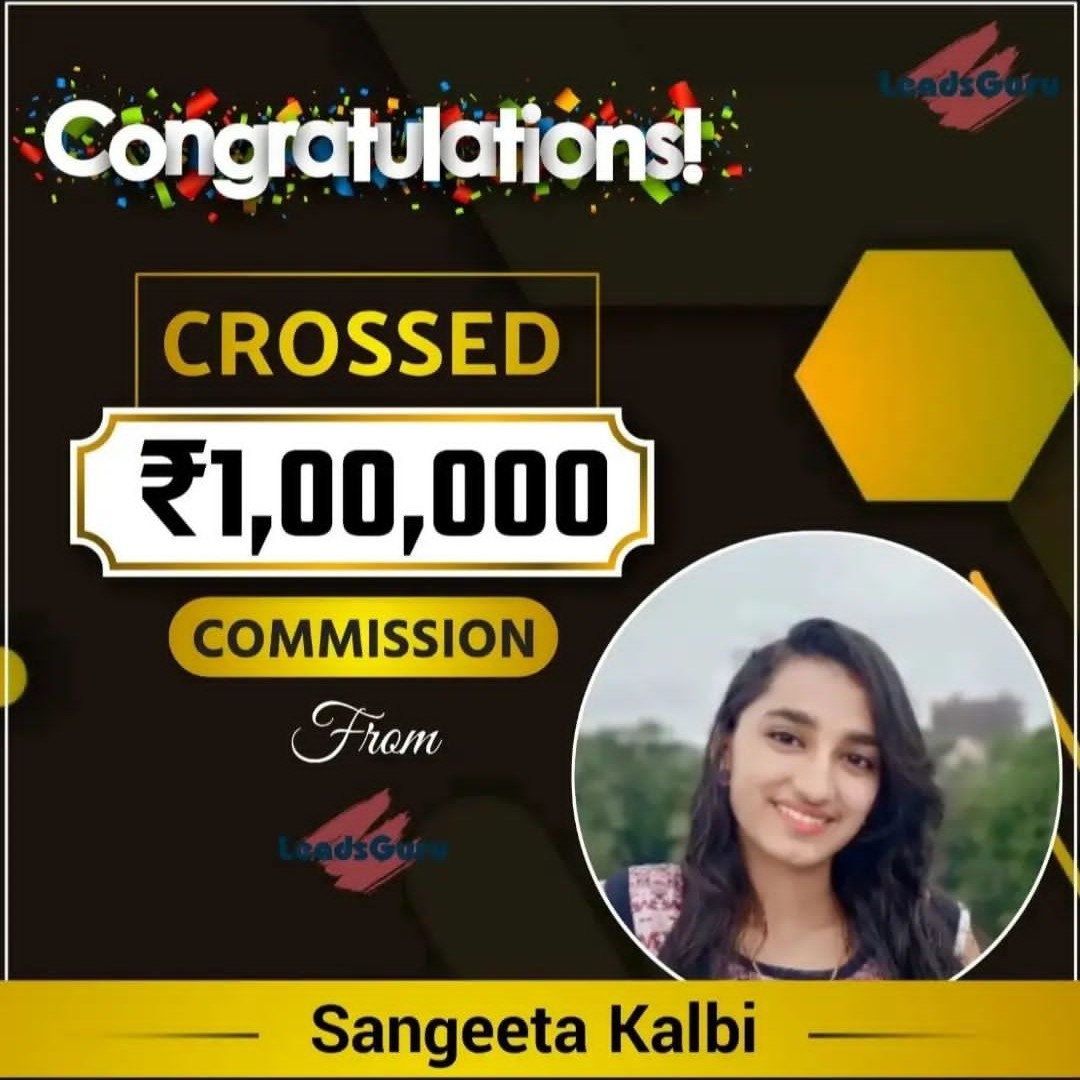 LeadsGuru
Congratulations!
CROSSED
₹1,00,000
COMMISSION
From
LeadsGuru
Sangeeta Kalbi